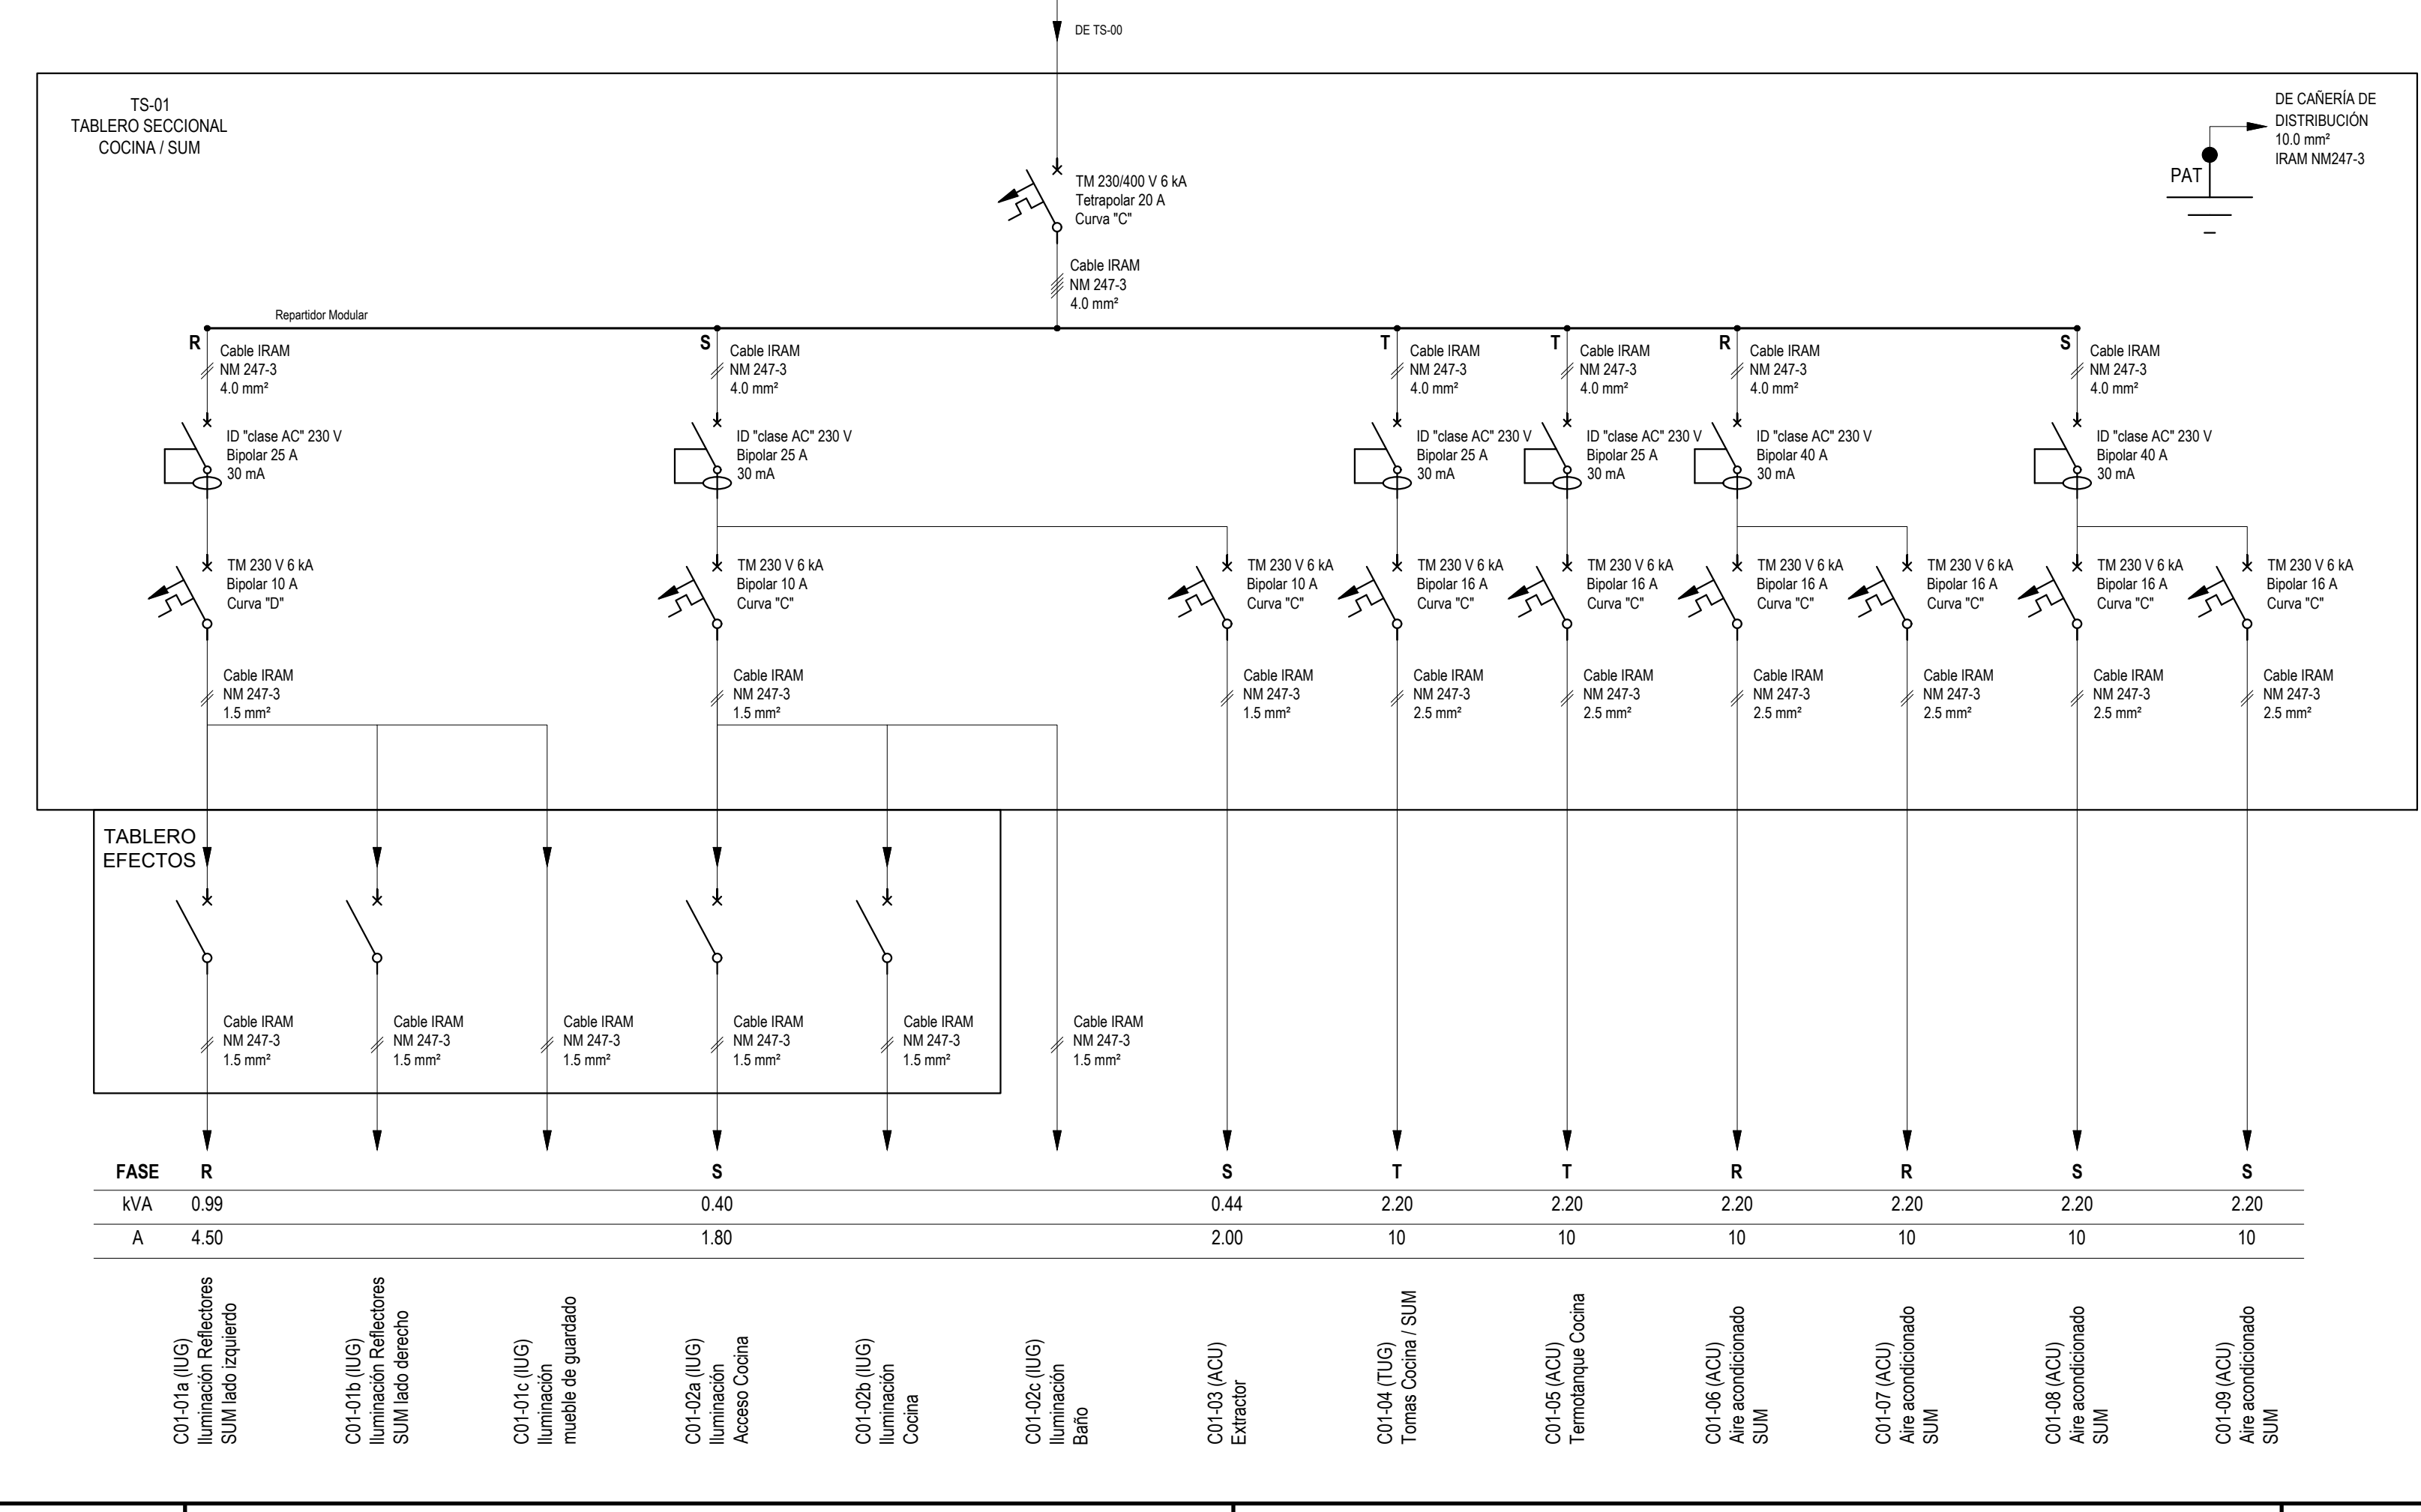 DE TS-00
TS-01
TABLERO SECCIONAL
COCINA / SUM
DE CAÑERÍA DE
DISTRIBUCIÓN
10.0 mm²
IRAM NM247-3
PAT
TM 230/400 V 6 kA
Tetrapolar 20 A
Curva "C"
Cable IRAM
NM 247-3
4.0 mm²
Repartidor Modular
R
Cable IRAM
NM 247-3
4.0 mm²
S
Cable IRAM
NM 247-3
4.0 mm²
T
Cable IRAM
NM 247-3
4.0 mm²
T
Cable IRAM
NM 247-3
4.0 mm²
R
Cable IRAM
NM 247-3
4.0 mm²
S
Cable IRAM
NM 247-3
4.0 mm²
ID "clase AC" 230 V
Bipolar 25 A
30 mA
ID "clase AC" 230 V
Bipolar 25 A
30 mA
ID "clase AC" 230 V
Bipolar 25 A
30 mA
ID "clase AC" 230 V
Bipolar 25 A
30 mA
ID "clase AC" 230 V
Bipolar 40 A
30 mA
ID "clase AC" 230 V
Bipolar 40 A
30 mA
TM 230 V 6 kA
Bipolar 10 A
Curva "D"
TM 230 V 6 kA
Bipolar 10 A
Curva "C"
TM 230 V 6 kA
Bipolar 10 A
Curva "C"
TM 230 V 6 kA
Bipolar 16 A
Curva "C"
TM 230 V 6 kA
Bipolar 16 A
Curva "C"
TM 230 V 6 kA
Bipolar 16 A
Curva "C"
TM 230 V 6 kA
Bipolar 16 A
Curva "C"
TM 230 V 6 kA
Bipolar 16 A
Curva "C"
TM 230 V 6 kA
Bipolar 16 A
Curva "C"
Cable IRAM
NM 247-3
1.5 mm²
Cable IRAM
NM 247-3
1.5 mm²
Cable IRAM
NM 247-3
1.5 mm²
Cable IRAM
NM 247-3
2.5 mm²
Cable IRAM
NM 247-3
2.5 mm²
Cable IRAM
NM 247-3
2.5 mm²
Cable IRAM
NM 247-3
2.5 mm²
Cable IRAM
NM 247-3
2.5 mm²
Cable IRAM
NM 247-3
2.5 mm²
TABLERO
EFECTOS
Cable IRAM
NM 247-3
1.5 mm²
Cable IRAM
NM 247-3
1.5 mm²
Cable IRAM
NM 247-3
1.5 mm²
Cable IRAM
NM 247-3
1.5 mm²
Cable IRAM
NM 247-3
1.5 mm²
Cable IRAM
NM 247-3
1.5 mm²
FASE R S S T T R R S S
kVA 0.99 0.40 0.44 2.20 2.20 2.20 2.20 2.20 2.20
A 4.50 1.80 2.00 10 10 10 10 10 10
C01-01a (IUG)
Iluminación Reflectores
SUM lado izquierdo
C01-01b (IUG)
Iluminación Reflectores
SUM lado derecho
C01-01c (IUG)
Iluminación
mueble de guardado
C01-02a (IUG)
Iluminación
Acceso Cocina
C01-02b (IUG)
Iluminación
Cocina
C01-02c (IUG)
Iluminación
Baño
C01-03 (ACU)
Extractor
C01-04 (TUG)
Tomas Cocina / SUM
C01-05 (ACU)
Termotanque Cocina
C01-06 (ACU)
Aire acondicionado
SUM
C01-07 (ACU)
Aire acondicionado
SUM
C01-08 (ACU)
Aire acondicionado
SUM
C01-09 (ACU)
Aire acondicionado
SUM